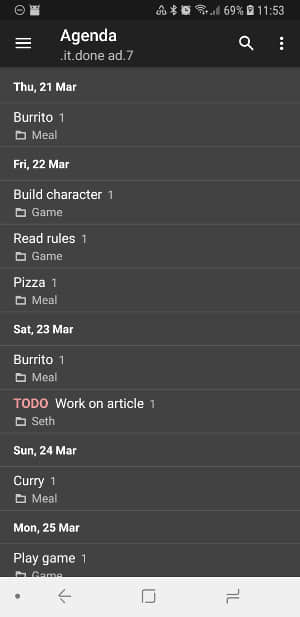 69% 11:53
Agenda
.it.done ad.7
Thu, 21 Mar
Burrito 1
Meal
Fri, 22 Mar
Build character 1
Game
Read rules 1
Game
Pizza 1
Meal
Sat, 23 Mar
Burrito 1
Meal
TODO Work on article 1
Seth
Sun, 24 Mar
Curry 1
Meal
Mon, 25 Mar
Play game 1
Game